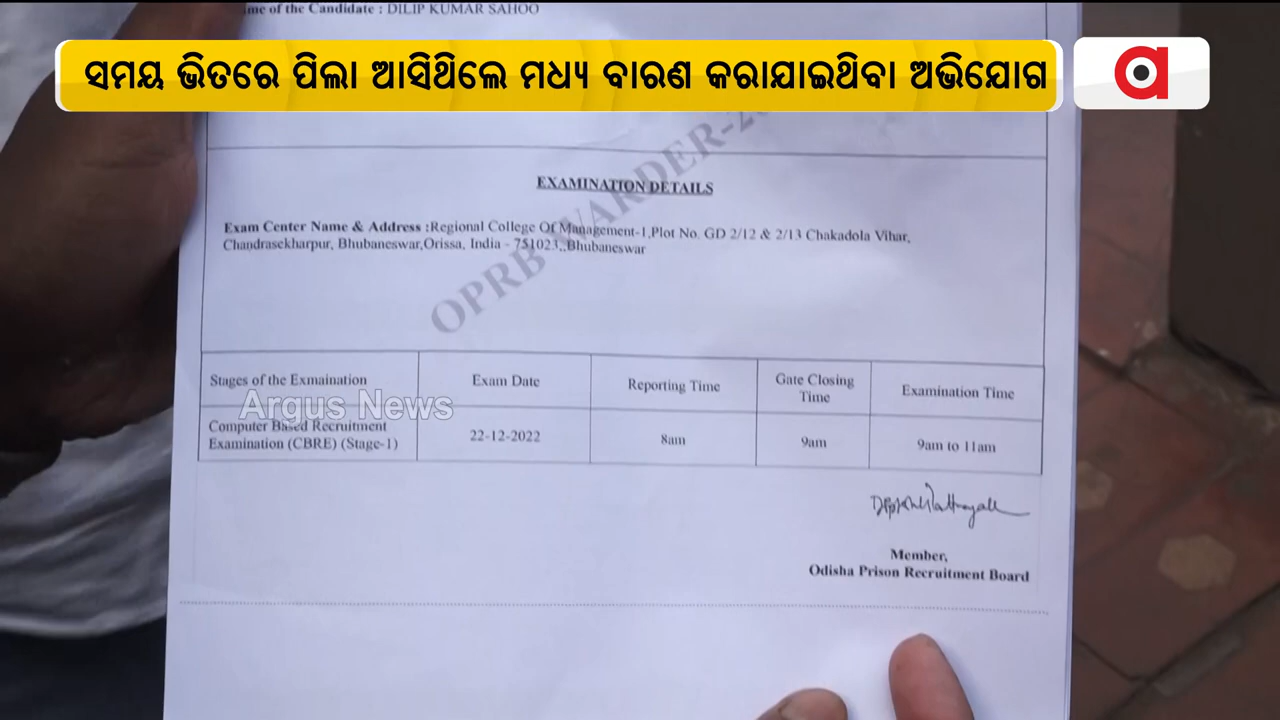 me of the Candidate : DILIP KUMAR SAHOO
ସମୟ ଭିତରେ ପିଲା ଆସିଥିଲେ ମଧ୍ୟ ବାରଣ କରାଯାଇଥିବା ଅଭିଯୋଗ
a
OPRB WARDER-2
EXAMINATION DETAILS
Exam Center Name & Address :Regional College Of Management-1,Plot No. GD 2/12 & 2/13 Chakadola Vihar,
Chandrasekharpur, Bhubaneswar,Orissa, India - 751023,,Bhubaneswar
Stages of the Exmaination Exam Date Reporting Time Gate Closing Time Examination Time
Argus News
Computer Based Recruitment
Examination (CBRE) (Stage-1) 22-12-2022 8am 9am 9am to 11am
Member,
Odisha Prison Recruitment Board